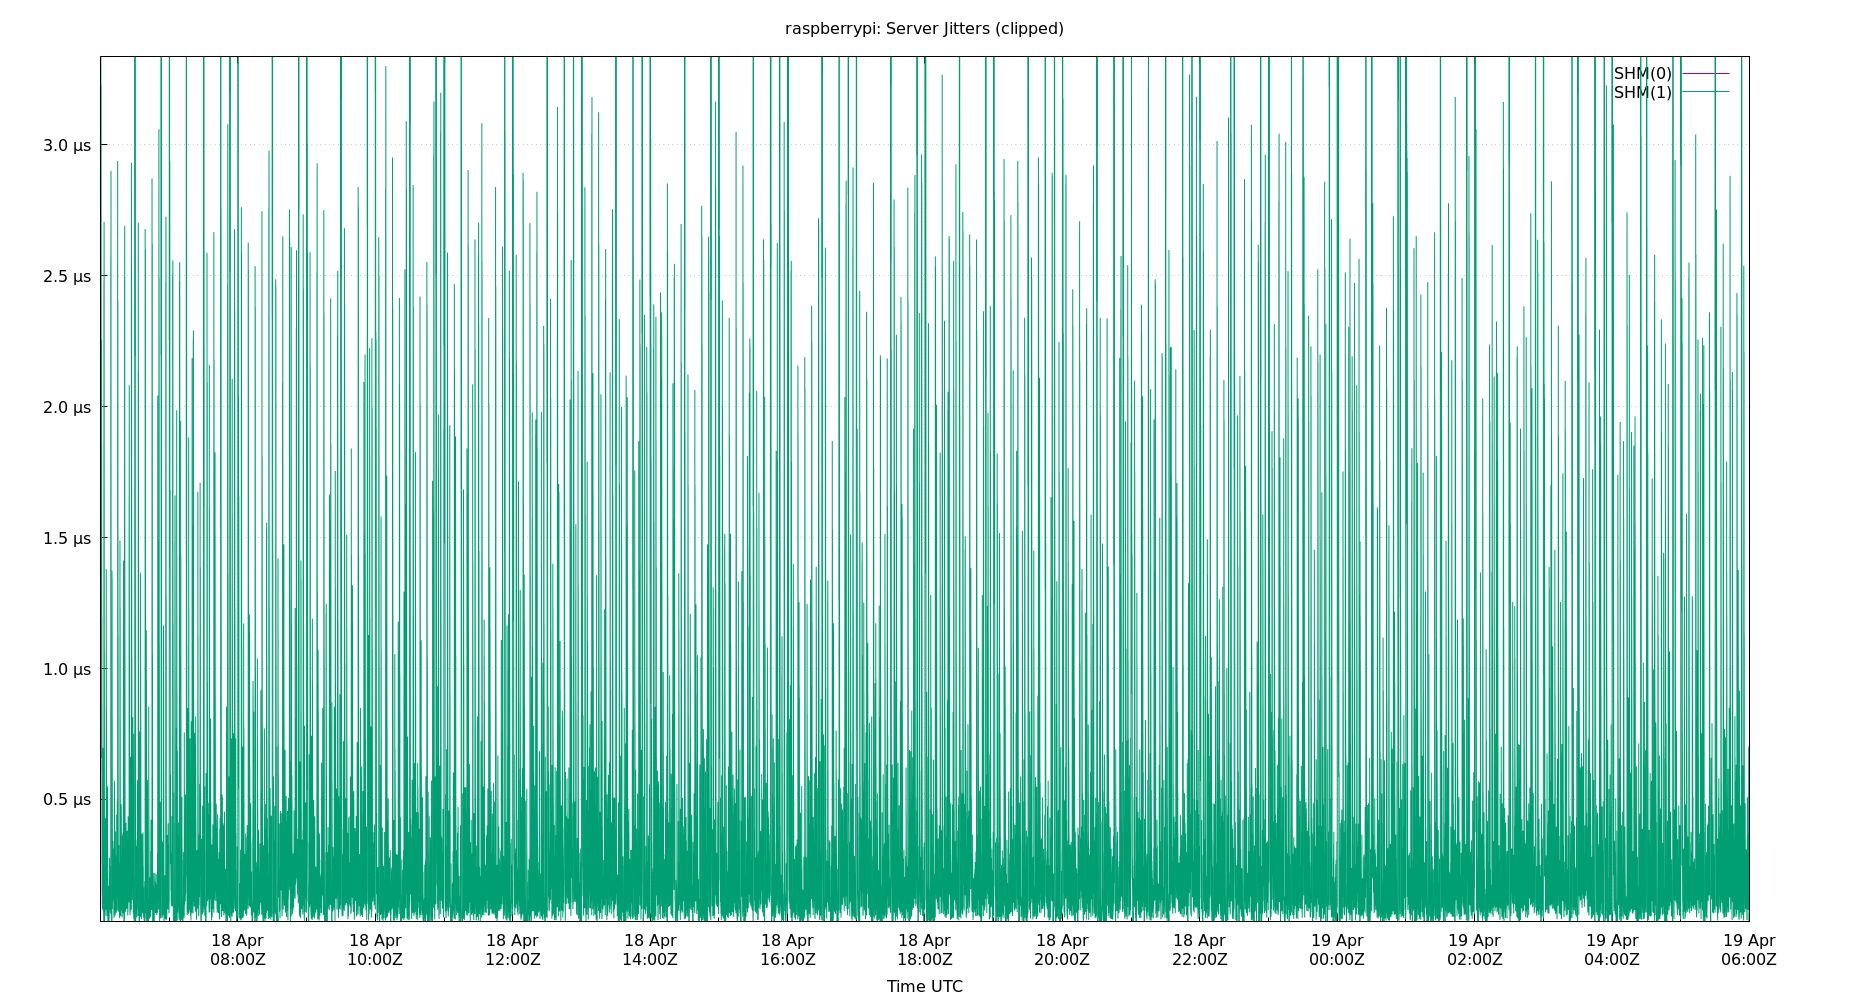 raspberrypi: Server Jitters (clipped)
SHM(0)
SHM(1)
3.0 µs
2.5 µs
2.0 µs
1.5 µs
1.0 µs
0.5 µs
18 Apr 18 Apr 18 Apr 18 Apr 18 Apr 18 Apr 18 Apr 18 Apr 19 Apr 19 Apr 19 Apr 19 Apr
08:00Z 10:00Z 12:00Z 14:00Z 16:00Z 18:00Z 20:00Z 22:00Z 00:00Z 02:00Z 04:00Z 06:00Z
Time UTC